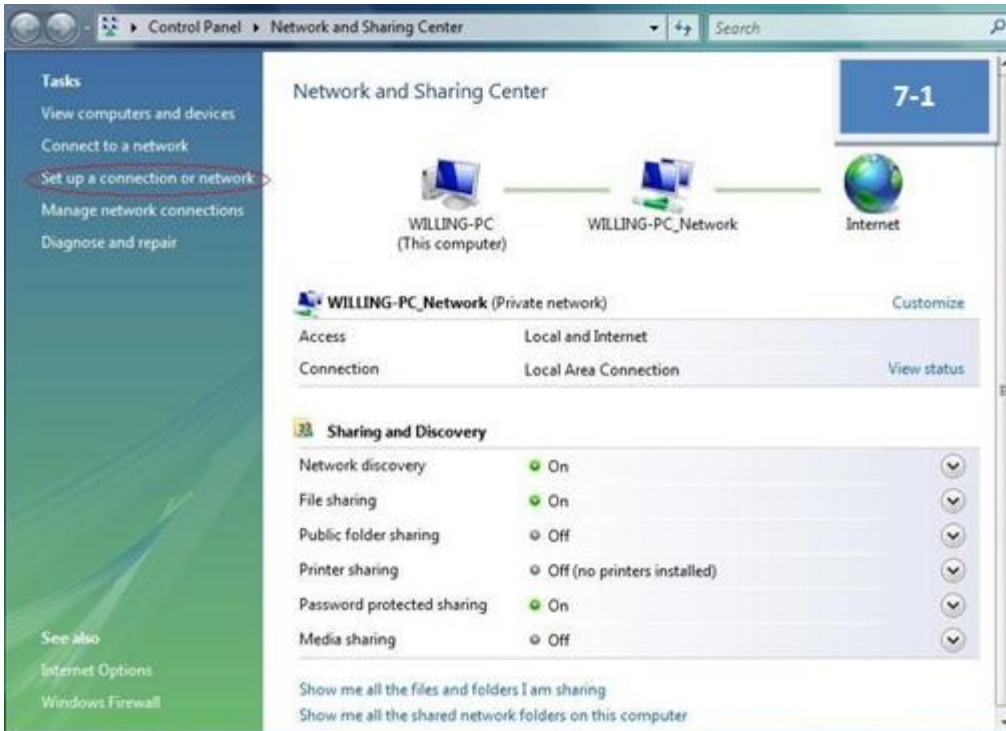 Control Panel Network and Sharing Center Search
Tasks
View computers and devices
Connect to a network
Set up a connection or network
Manage network connections
Diagnose and repair
See also
Internet Options
Windows Firewall
Network and Sharing Center
7-1
WILLING-PC
(This computer)
WILLING-PC_Network
Internet
WILLING-PC_Network (Private network) Customize
Access Local and Internet
Connection Local Area Connection View status
Sharing and Discovery
Network discovery On
File sharing On
Public folder sharing Off
Printer sharing Off (no printers installed)
Password protected sharing On
Media sharing Off
Show me all the files and folders I am sharing
Show me all the shared network folders on this computer